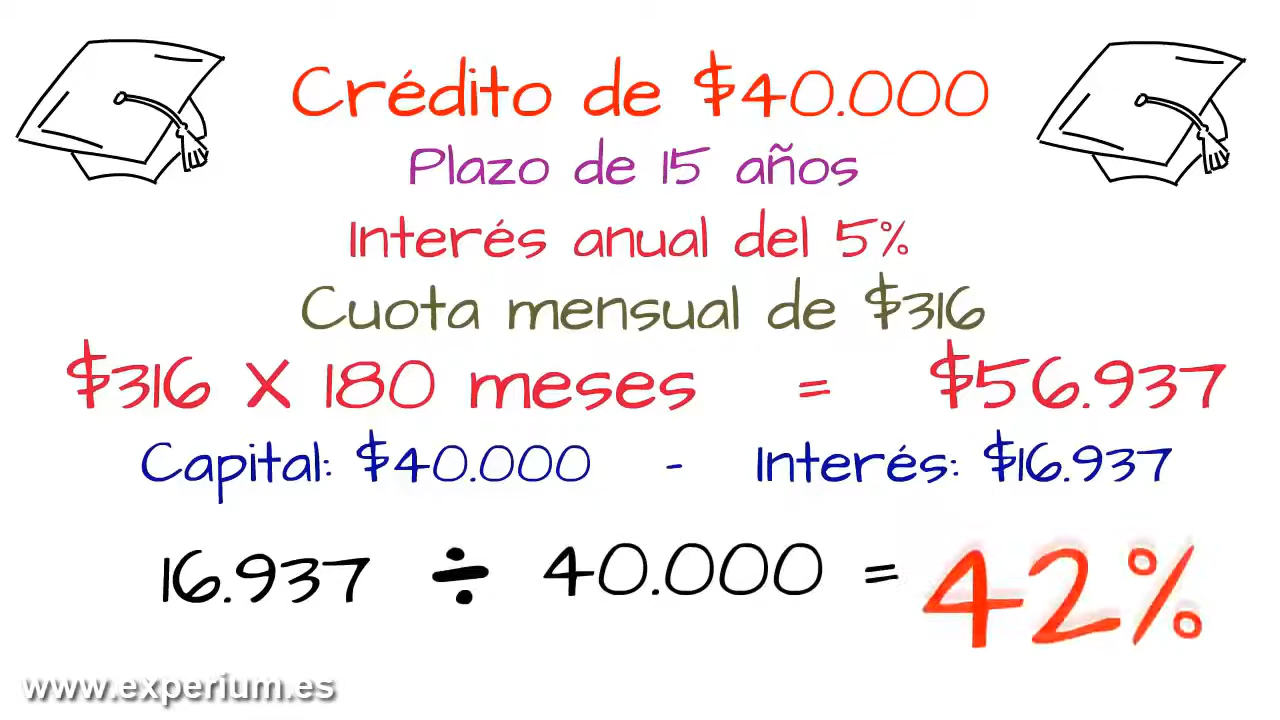 Crédito de $40.000
Plazo de 15 años
Interés anual del 5%
Cuota mensual de $316
$316 X 180 meses = $56.937
Capital: $40.000 - Interés: $16.937
16.937 ÷ 40.000 = 42%
www.experium.es